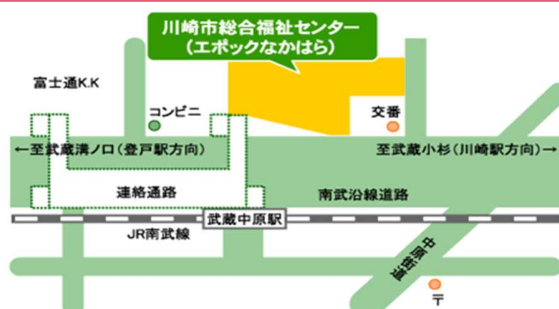 川崎市総合福祉センター
(エポックなかはら)
富士通K.K
コンビニ
交番
←至武蔵溝ノ口(登戸駅方向)
至武蔵小杉(川崎駅方向)→
連絡通路
南武沿線道路
武蔵中原駅
JR南武線
中原街道
〒